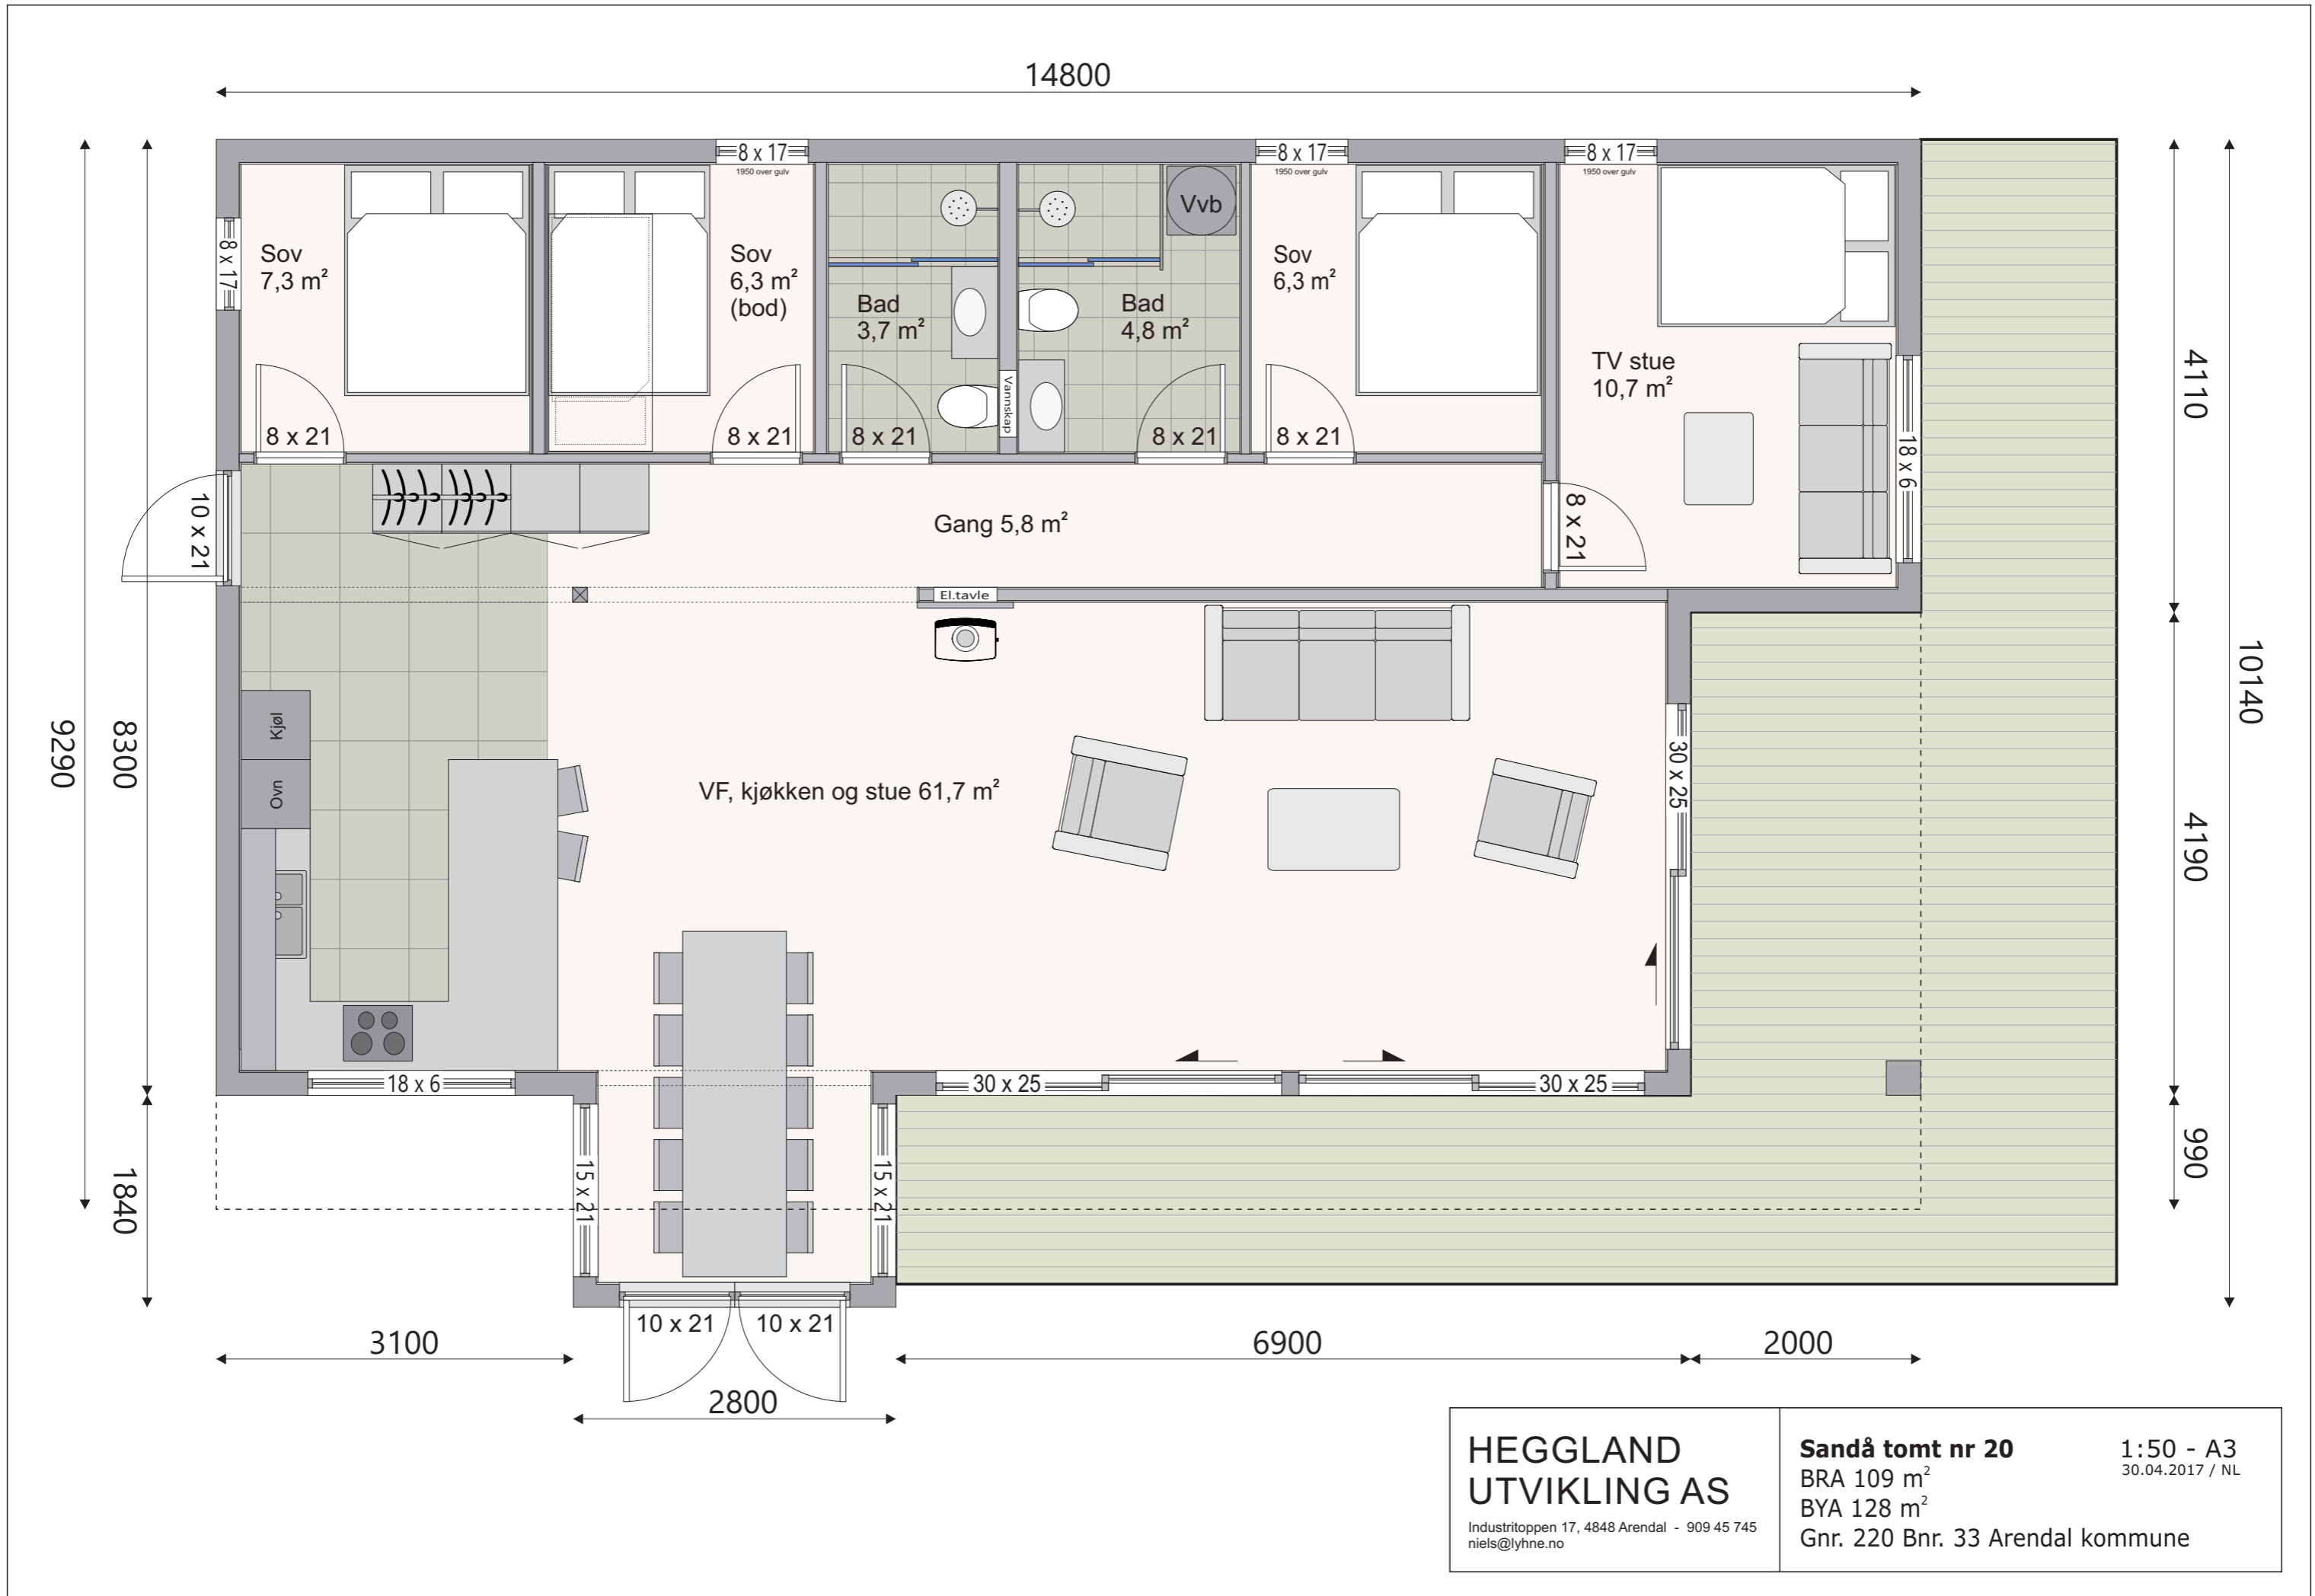 14800
8 x 17
1950 over gulv
8 x 17
1950 over gulv
8 x 17
1950 over gulv
8 x 17
Sov
7,3 m²
Sov
6,3 m²
(bod)
Bad
3,7 m²
Vvb
Bad
4,8 m²
Sov
6,3 m²
TV stue
10,7 m²
Vannskap
8 x 21
8 x 21
8 x 21
8 x 21
8 x 21
18 x 6
10 x 21
Gang 5,8 m²
8 x 21
El.tavle
4110
10140
9290
8300
Kjøl
Ovn
VF, kjøkken og stue 61,7 m²
30 x 25
4190
18 x 6
30 x 25
30 x 25
15 x 21
15 x 21
1840
990
10 x 21
10 x 21
3100
6900
2000
2800
HEGGLAND
UTVIKLING AS
Industritoppen 17, 4848 Arendal - 909 45 745
niels@lyhne.no
Sandå tomt nr 20
1:50 - A3
30.04.2017 / NL
BRA 109 m²
BYA 128 m²
Gnr. 220 Bnr. 33 Arendal kommune